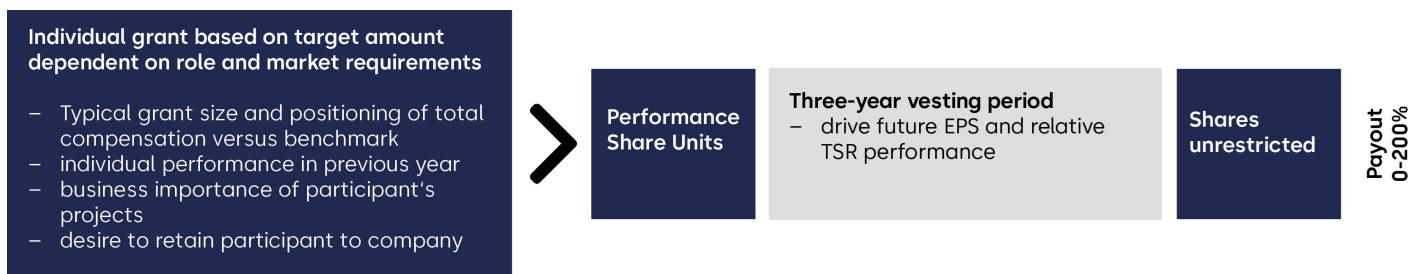 Individual grant based on target amount
dependent on role and market requirements
– Typical grant size and positioning of total
compensation versus benchmark
– individual performance in previous year
– business importance of participant‘s
projects
– desire to retain participant to company
Performance
Share Units
Three-year vesting period
– drive future EPS and relative
TSR performance
Shares
unrestricted
Payout
0-200%